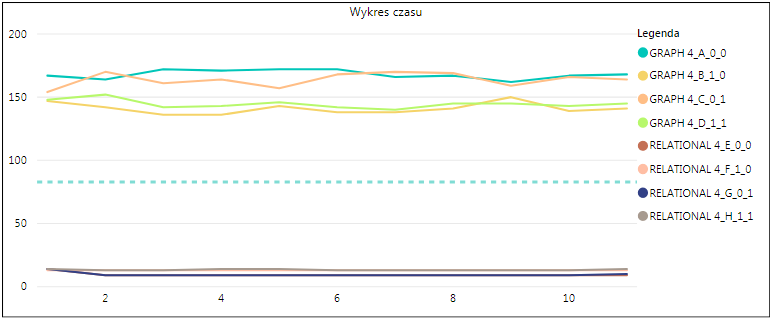 Wykres czasu
Legenda
GRAPH 4_A_0_0
GRAPH 4_B_1_0
GRAPH 4_C_0_1
GRAPH 4_D_1_1
RELATIONAL 4_E_0_0
RELATIONAL 4_F_1_0
RELATIONAL 4_G_0_1
RELATIONAL 4_H_1_1
200
150
100
50
0
2 4 6 8 10